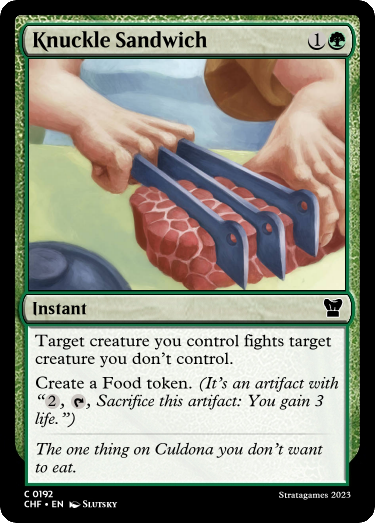 Knuckle Sandwich 1
Instant
Target creature you control fights target
creature you don't control.
Create a Food token. (It's an artifact with
"2, , Sacrifice this artifact: You gain 3
life.")
The one thing on Culdona you don't want
to eat.
C 0192
CHF • EN Slutsky
Stratagames 2023